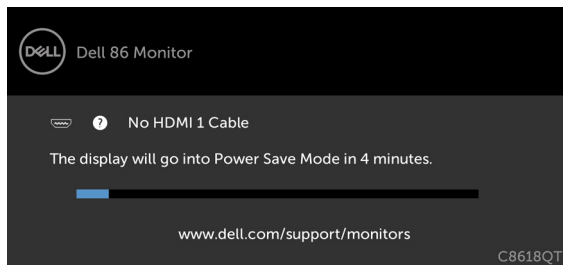 DELL Dell 86 Monitor
? No HDMI 1 Cable
The display will go into Power Save Mode in 4 minutes.
www.dell.com/support/monitors
C8618QT